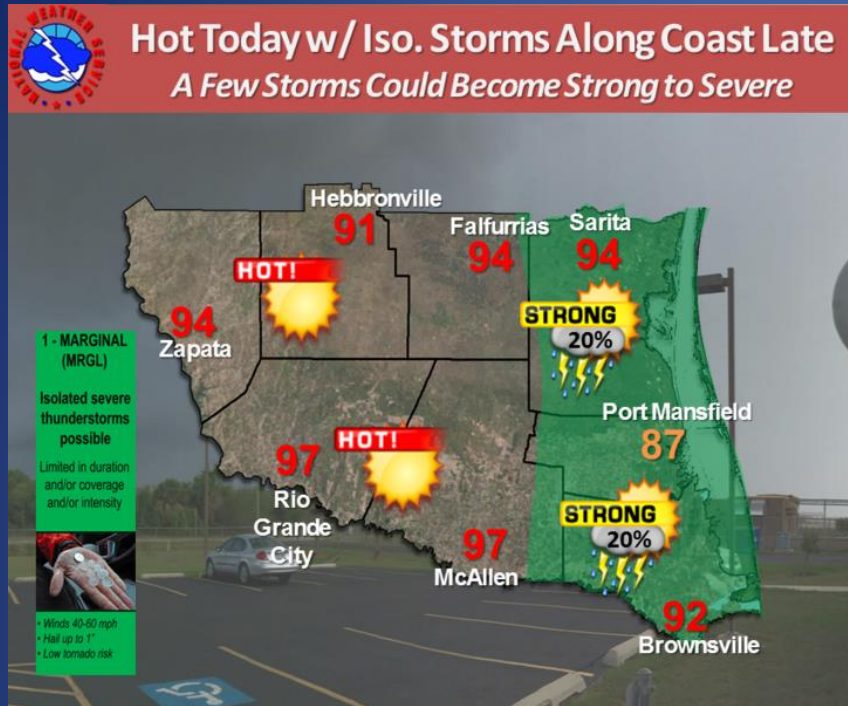 NATIONAL WEATHER SERVICE
Hot Today w/ Iso. Storms Along Coast Late
A Few Storms Could Become Strong to Severe
Hebbronville
91
Falfurrias
94
Sarita
94
HOT!
94
Zapata
STRONG
20%
1 - MARGINAL
(MRGL)
Isolated severe
thunderstorms
possible
Limited in duration
and/or coverage
and/or intensity
• Winds 40-60 mph
• Hail up to 1"
• Low tornado risk
Port Mansfield
87
HOT!
97
Rio
Grande
City
97
McAllen
STRONG
20%
92
Brownsville